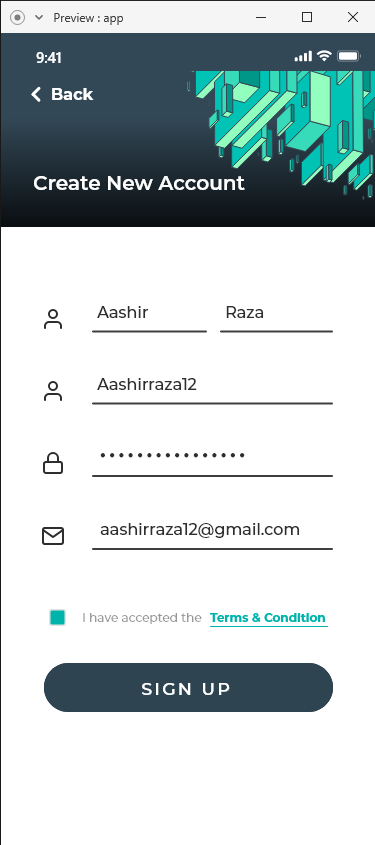 Preview : app
9:41
Back
Create New Account
Aashir Raza
Aashirraza12
••••••••••••••••
aashirraza12@gmail.com
I have accepted the Terms & Condition
SIGN UP